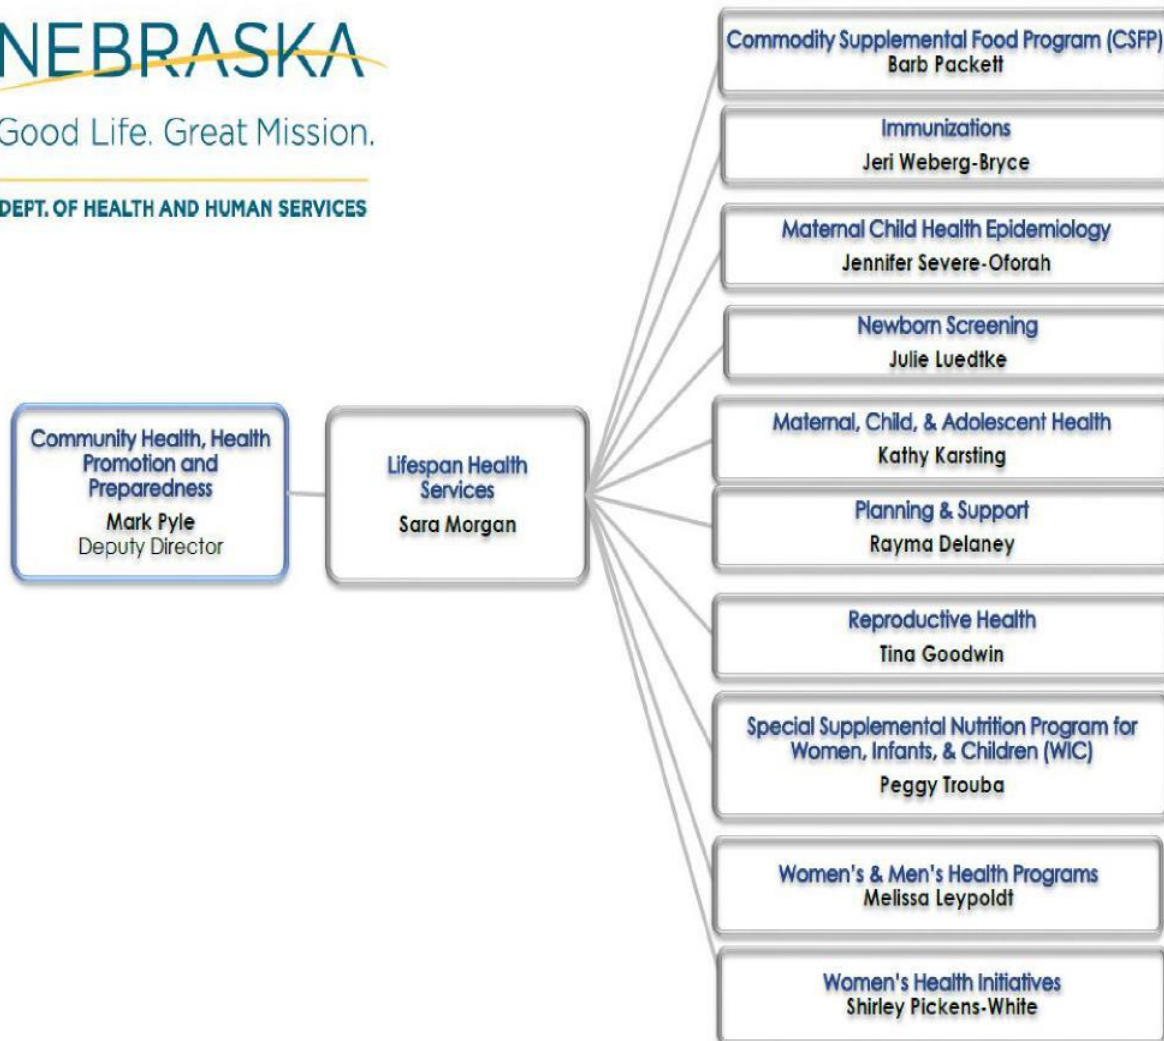 NEBRASKA
Good Life. Great Mission.
DEPT. OF HEALTH AND HUMAN SERVICES
Community Health, Health
Promotion and
Preparedness
Mark Pyle
Deputy Director
Lifespan Health
Services
Sara Morgan
Commodity Supplemental Food Program (CSFP)
Barb Packett
Immunizations
Jeri Weberg-Bryce
Maternal Child Health Epidemiology
Jennifer Severe-Oforah
Newborn Screening
Julie Luedtke
Maternal, Child, & Adolescent Health
Kathy Karsting
Planning & Support
Rayma Delaney
Reproductive Health
Tina Goodwin
Special Supplemental Nutrition Program for
Women, Infants, & Children (WIC)
Peggy Trouba
Women's & Men's Health Programs
Melissa Leypoldt
Women's Health Initiatives
Shirley Pickens-White